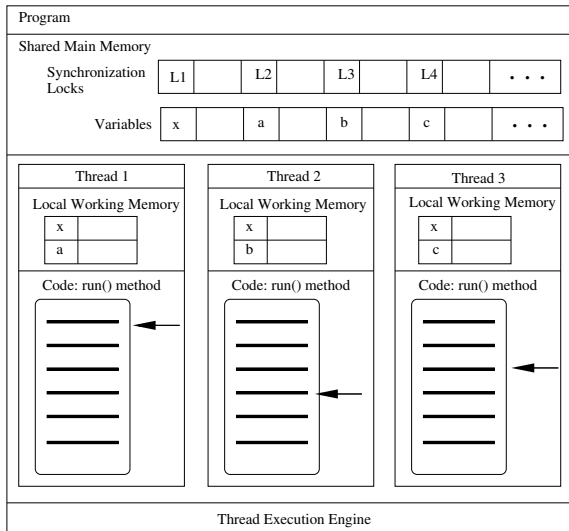 Program
Shared Main Memory
Synchronization
Locks
L1 L2 L3 L4 . . .
Variables x a b c . . .
Thread 1
Local Working Memory
x
a
Code: run() method
Thread 2
Local Working Memory
x
b
Code: run() method
Thread 3
Local Working Memory
x
c
Code: run() method
Thread Execution Engine